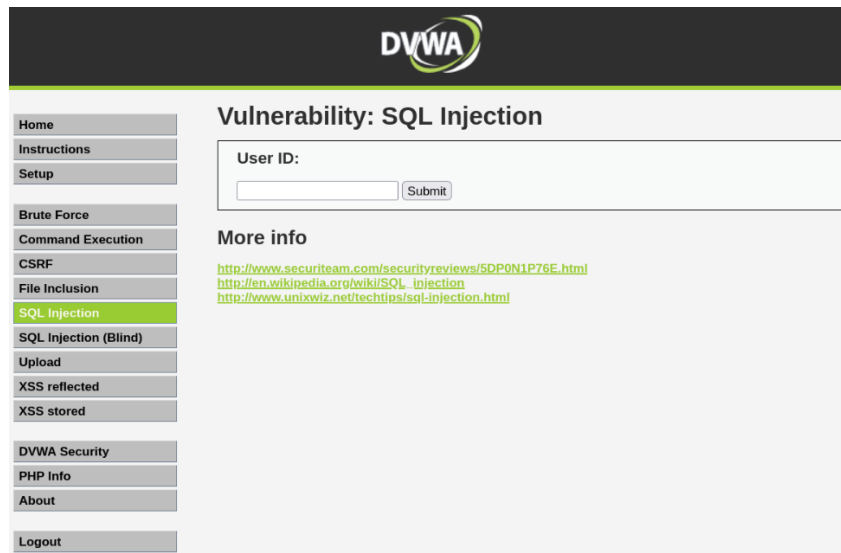 DVWA
Home
Instructions
Setup
Brute Force
Command Execution
CSRF
File Inclusion
SQL Injection
SQL Injection (Blind)
Upload
XSS reflected
XSS stored
DVWA Security
PHP Info
About
Logout
Vulnerability: SQL Injection
User ID:
Submit
More info
http://www.securiteam.com/securityreviews/5DP0N1P76E.html
http://en.wikipedia.org/wiki/SQL_injection
http://www.unixwiz.net/techtips/sql-injection.html